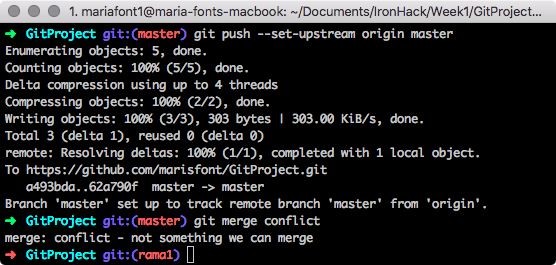 1. mariafont1@maria-fonts-macbook: ~/Documents/IronHack/Week1/GitProject...
➜ GitProject git:(master) git push --set-upstream origin master
Enumerating objects: 5, done.
Counting objects: 100% (5/5), done.
Delta compression using up to 4 threads
Compressing objects: 100% (2/2), done.
Writing objects: 100% (3/3), 303 bytes | 303.00 KiB/s, done.
Total 3 (delta 1), reused 0 (delta 0)
remote: Resolving deltas: 100% (1/1), completed with 1 local object.
To https://github.com/marisfont/GitProject.git
   a493bda..62a790f  master -> master
Branch 'master' set up to track remote branch 'master' from 'origin'.
➜ GitProject git:(master) git merge conflict
merge: conflict - not something we can merge
➜ GitProject git:(rama1)